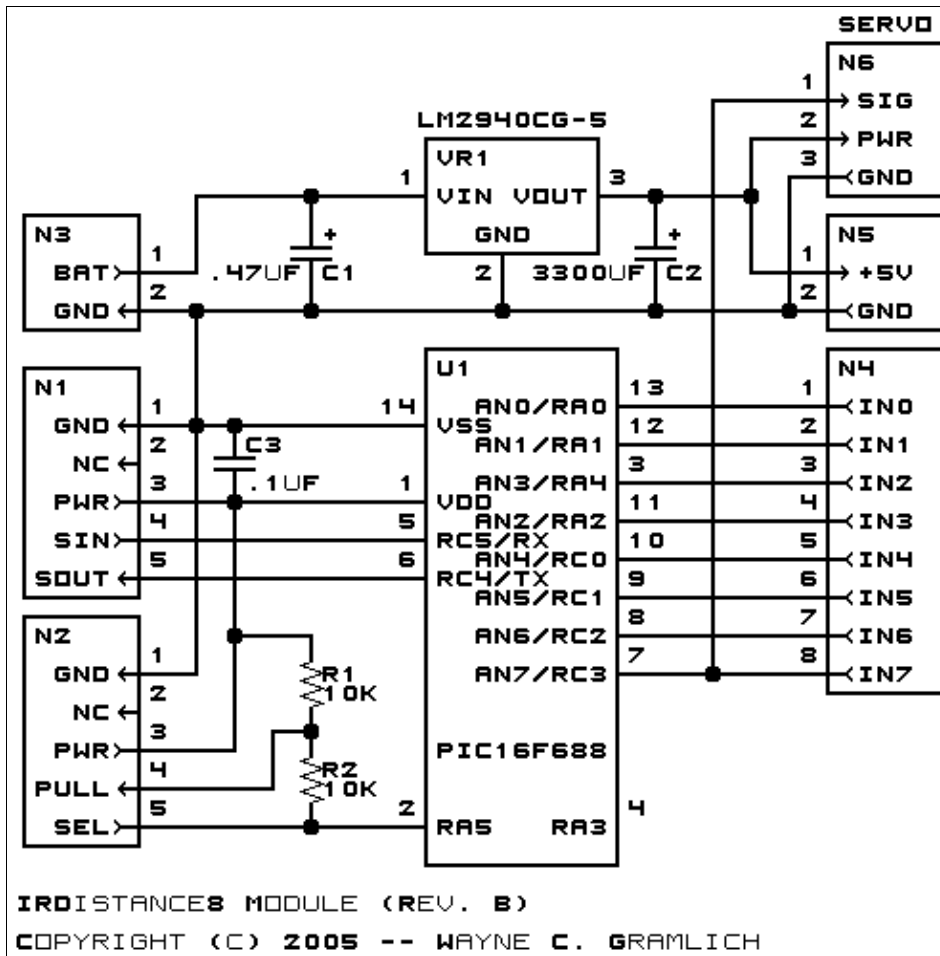 SERVO
N6
1
SIG
2
PWR
3
GND
LM2940CG-5
VR1
1
VIN VOUT
3
GND
2
N3
1
BAT
2
GND
+
.47UF C1
+
3300UF C2
N5
1
+5V
2
GND
N1
1
GND
2
NC
3
PWR
4
SIN
5
SOUT
C3
.1UF
U1
14
VSS
1
VDD
5
RC5/RX
6
RC4/TX
AN0/RA0
13
AN1/RA1
12
AN3/RA4
3
AN2/RA2
11
AN4/RC0
10
AN5/RC1
9
AN6/RC2
8
AN7/RC3
7
PIC16F688
2
RA5
RA3
4
N4
1
IN0
2
IN1
3
IN2
4
IN3
5
IN4
6
IN5
7
IN6
8
IN7
N2
1
GND
2
NC
3
PWR
4
PULL
5
SEL
R1
10K
R2
10K
IRDISTANCE8 MODULE (REV. B)
COPYRIGHT (C) 2005 -- WAYNE C. GRAMLICH